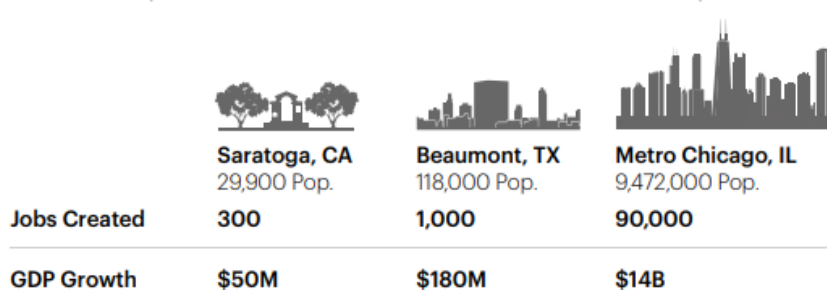 Saratoga, CA Beaumont, TX Metro Chicago, IL
29,900 Pop. 118,000 Pop. 9,472,000 Pop.
Jobs Created 300 1,000 90,000
GDP Growth $50M $180M $14B